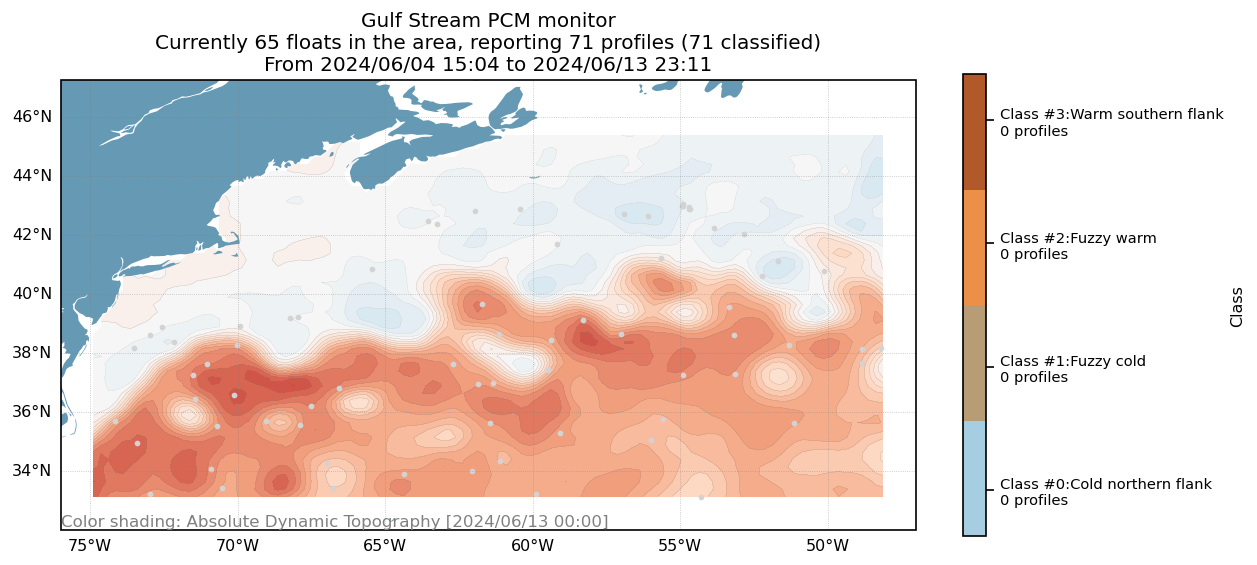 Gulf Stream PCM monitor
Currently 65 floats in the area, reporting 71 profiles (71 classified)
From 2024/06/04 15:04 to 2024/06/13 23:11
46°N
44°N
42°N
40°N
38°N
36°N
34°N
Color shading: Absolute Dynamic Topography [2024/06/13 00:00]
75°W
70°W
65°W
60°W
55°W
50°W
Class #3:Warm southern flank
0 profiles
Class #2:Fuzzy warm
0 profiles
Class #1:Fuzzy cold
0 profiles
Class #0:Cold northern flank
0 profiles
Class